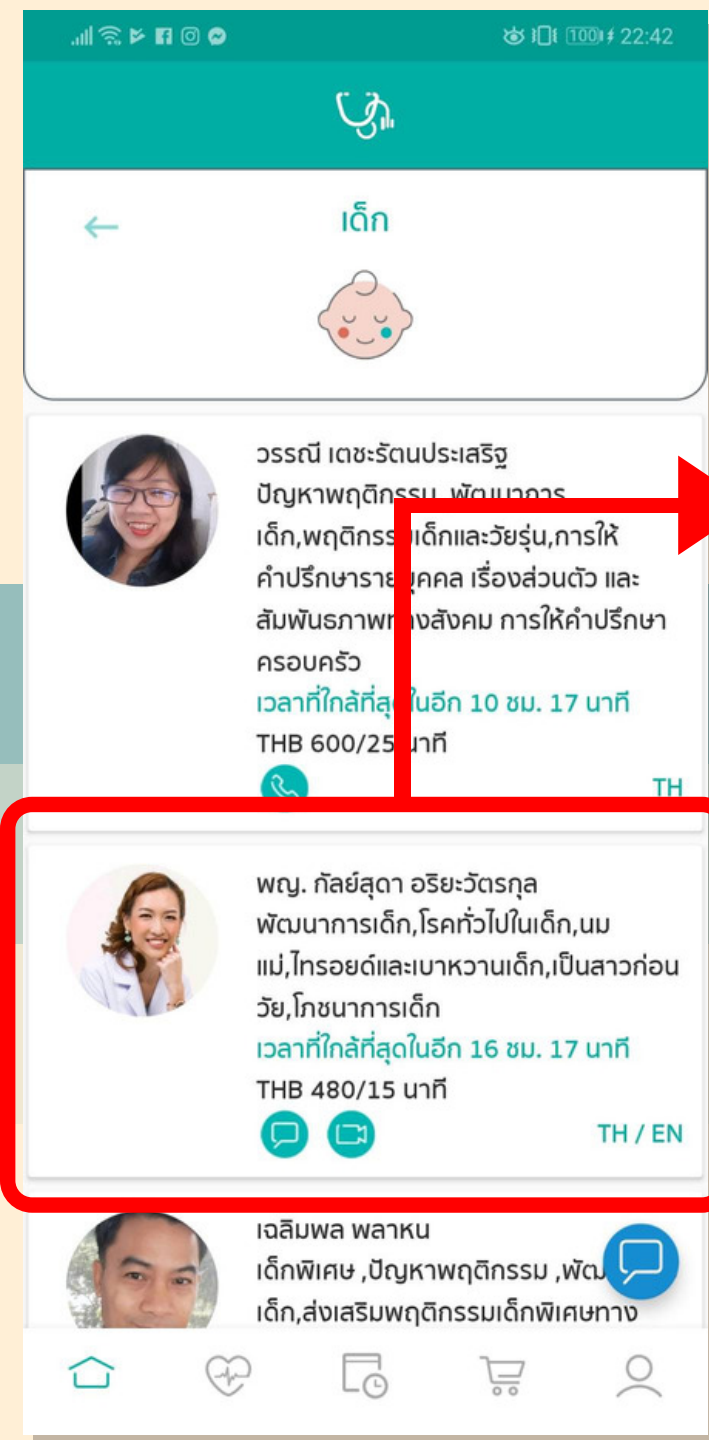 100 22:42
เด็ก
วรรณี เตชะรัตนประเสริฐ
ปัญหาพฤติกรรม พัฒนาการ
เด็ก,พฤติกรรมเด็กและวัยรุ่น,การให้
คำปรึกษารายบุคคล เรื่องส่วนตัว และ
สัมพันธภาพทางสังคม การให้คำปรึกษา
ครอบครัว
เวลาที่ใกล้ที่สุดในอีก 10 ชม. 17 นาที
THB 600/25 นาที
TH
พญ. กัลย์สุดา อริยะวัตรกุล
พัฒนาการเด็ก,โรคทั่วไปในเด็ก,นม
แม่,ไทรอยด์และเบาหวานเด็ก,เป็นสาวก่อน
วัย,โภชนาการเด็ก
เวลาที่ใกล้ที่สุดในอีก 16 ชม. 17 นาที
THB 480/15 นาที
TH / EN
เฉลิมพล พลาหน
เด็กพิเศษ ,ปัญหาพฤติกรรม
เด็ก,ส่งเสริมพฤติกรรมเด็กพิเศษทาง